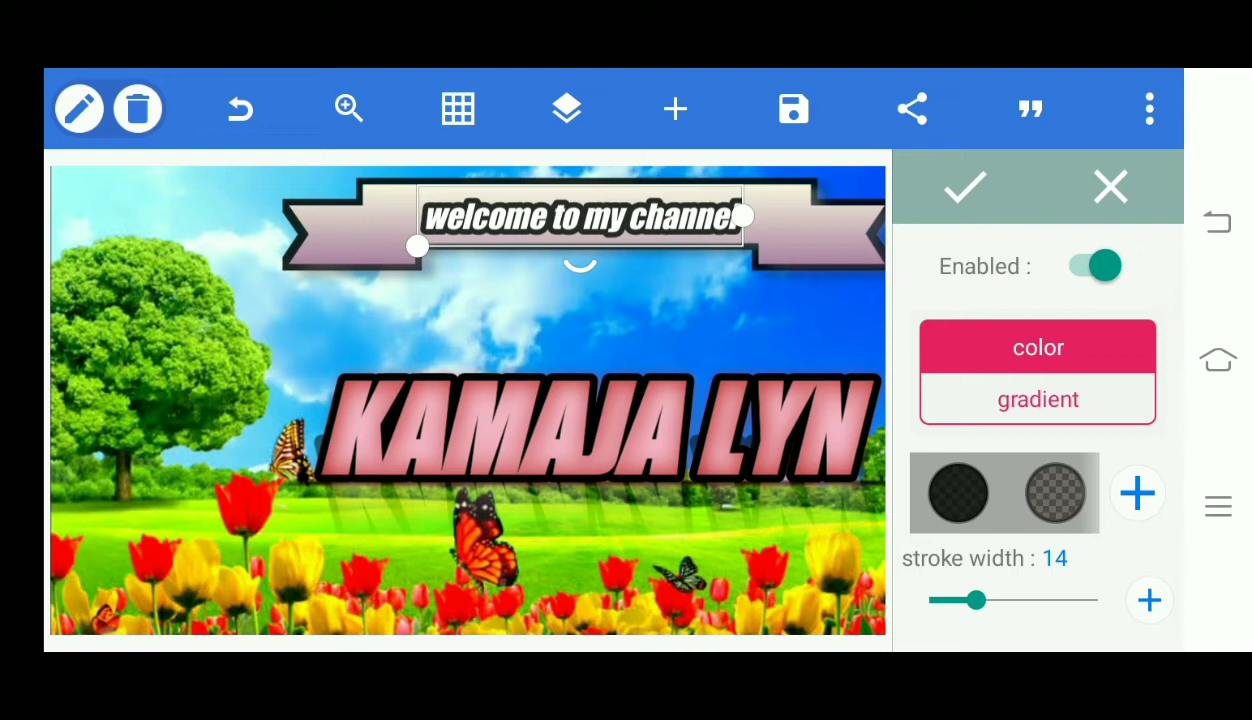 welcome to my channel
KAMAJA LYN
Enabled :
color
gradient
stroke width : 14